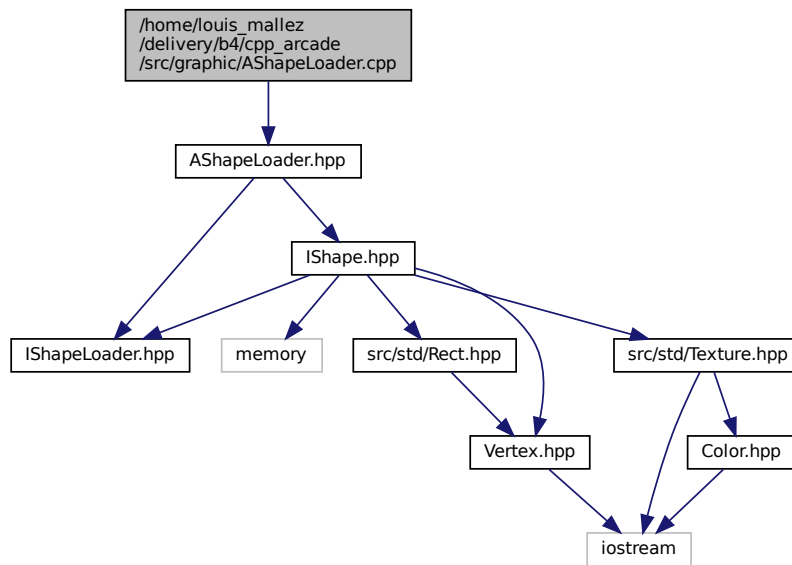 /home/louis_mallez
/delivery/b4/cpp_arcade
/src/graphic/AShapeLoader.cpp
AShapeLoader.hpp
IShape.hpp
IShapeLoader.hpp
memory
src/std/Rect.hpp
src/std/Texture.hpp
Vertex.hpp
Color.hpp
iostream